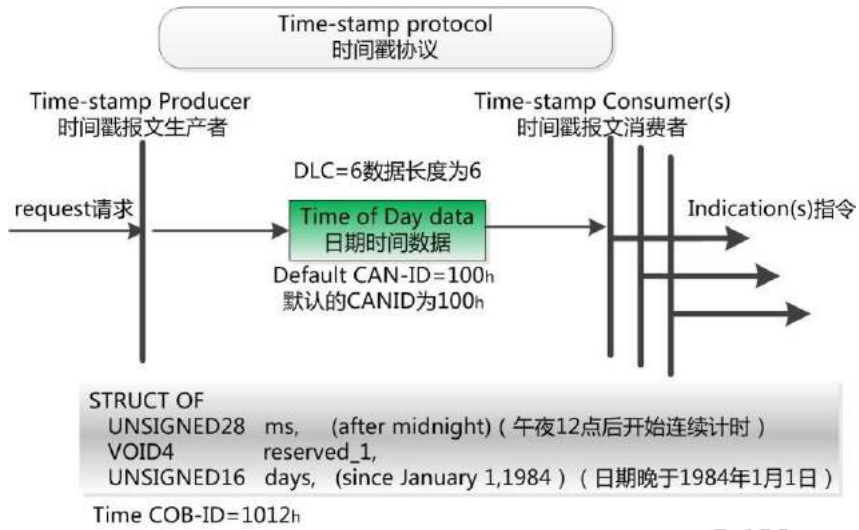 Time-stamp protocol
时间戳协议
Time-stamp Producer
时间戳报文生产者
Time-stamp Consumer(s)
时间戳报文消费者
DLC=6数据长度为6
request请求
Time of Day data
日期时间数据
Indication(s)指令
Default CAN-ID=100h
默认的CANID为100h
STRUCT OF
UNSIGNED28 ms, (after midnight)(午夜12点后开始连续计时)
VOID4 reserved_1,
UNSIGNED16 days, (since January 1,1984)(日期晚于1984年1月1日)
Time COB-ID=1012h